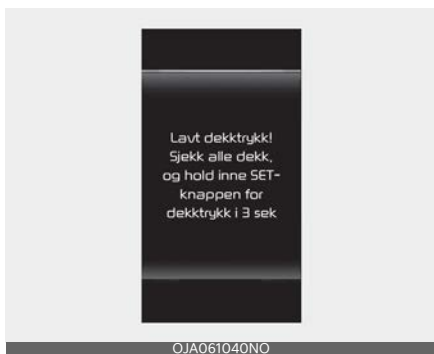 Lavt dekktrykk!
Sjekk alle dekk,
og hold inne SET-
knappen for
dekktrykk i 3 sek
OJA061040NO